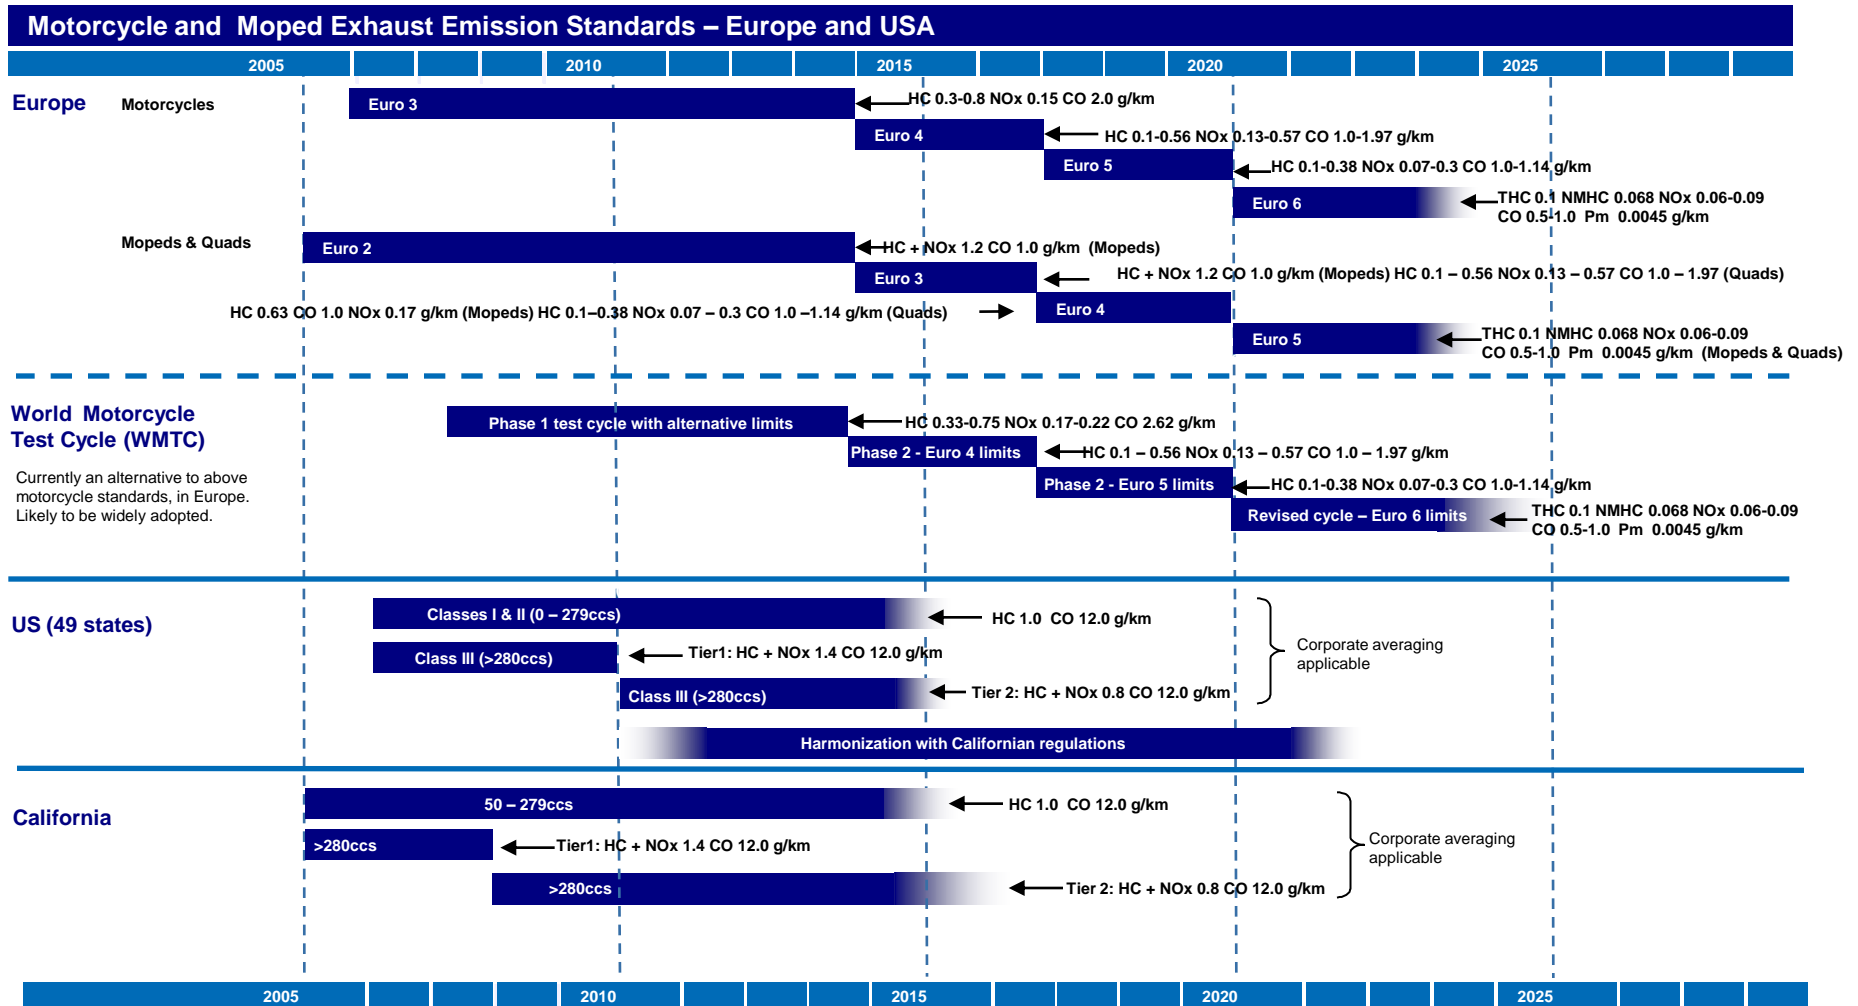 Motorcycle and Moped Exhaust Emission Standards – Europe and USA
2005 2010 2015 2020 2025
Europe
Motorcycles
Euro 3
HC 0.3-0.8 NOx 0.15 CO 2.0 g/km
Euro 4
HC 0.1-0.56 NOx 0.13-0.57 CO 1.0-1.97 g/km
Euro 5
HC 0.1-0.38 NOx 0.07-0.3 CO 1.0-1.14 g/km
Euro 6
THC 0.1 NMHC 0.068 NOx 0.06-0.09
CO 0.5-1.0 Pm 0.0045 g/km
Mopeds & Quads
Euro 2
HC + NOx 1.2 CO 1.0 g/km (Mopeds)
Euro 3
HC + NOx 1.2 CO 1.0 g/km (Mopeds) HC 0.1 – 0.56 NOx 0.13 – 0.57 CO 1.0 – 1.97 (Quads)
HC 0.63 CO 1.0 NOx 0.17 g/km (Mopeds) HC 0.1–0.38 NOx 0.07 – 0.3 CO 1.0 –1.14 g/km (Quads)
Euro 4
Euro 5
THC 0.1 NMHC 0.068 NOx 0.06-0.09
CO 0.5-1.0 Pm 0.0045 g/km (Mopeds & Quads)
World Motorcycle
Test Cycle (WMTC)
Currently an alternative to above
motorcycle standards, in Europe.
Likely to be widely adopted.
Phase 1 test cycle with alternative limits
HC 0.33-0.75 NOx 0.17-0.22 CO 2.62 g/km
Phase 2 - Euro 4 limits
HC 0.1 – 0.56 NOx 0.13 – 0.57 CO 1.0 – 1.97 g/km
Phase 2 - Euro 5 limits
HC 0.1-0.38 NOx 0.07-0.3 CO 1.0-1.14 g/km
Revised cycle – Euro 6 limits
THC 0.1 NMHC 0.068 NOx 0.06-0.09
CO 0.5-1.0 Pm 0.0045 g/km
US (49 states)
Classes I & II (0 – 279ccs)
HC 1.0 CO 12.0 g/km
Class III (>280ccs)
Tier1: HC + NOx 1.4 CO 12.0 g/km
Class III (>280ccs)
Tier 2: HC + NOx 0.8 CO 12.0 g/km
Corporate averaging
applicable
Harmonization with Californian regulations
California
50 – 279ccs
HC 1.0 CO 12.0 g/km
>280ccs
Tier1: HC + NOx 1.4 CO 12.0 g/km
>280ccs
Tier 2: HC + NOx 0.8 CO 12.0 g/km
Corporate averaging
applicable
2005 2010 2015 2020 2025